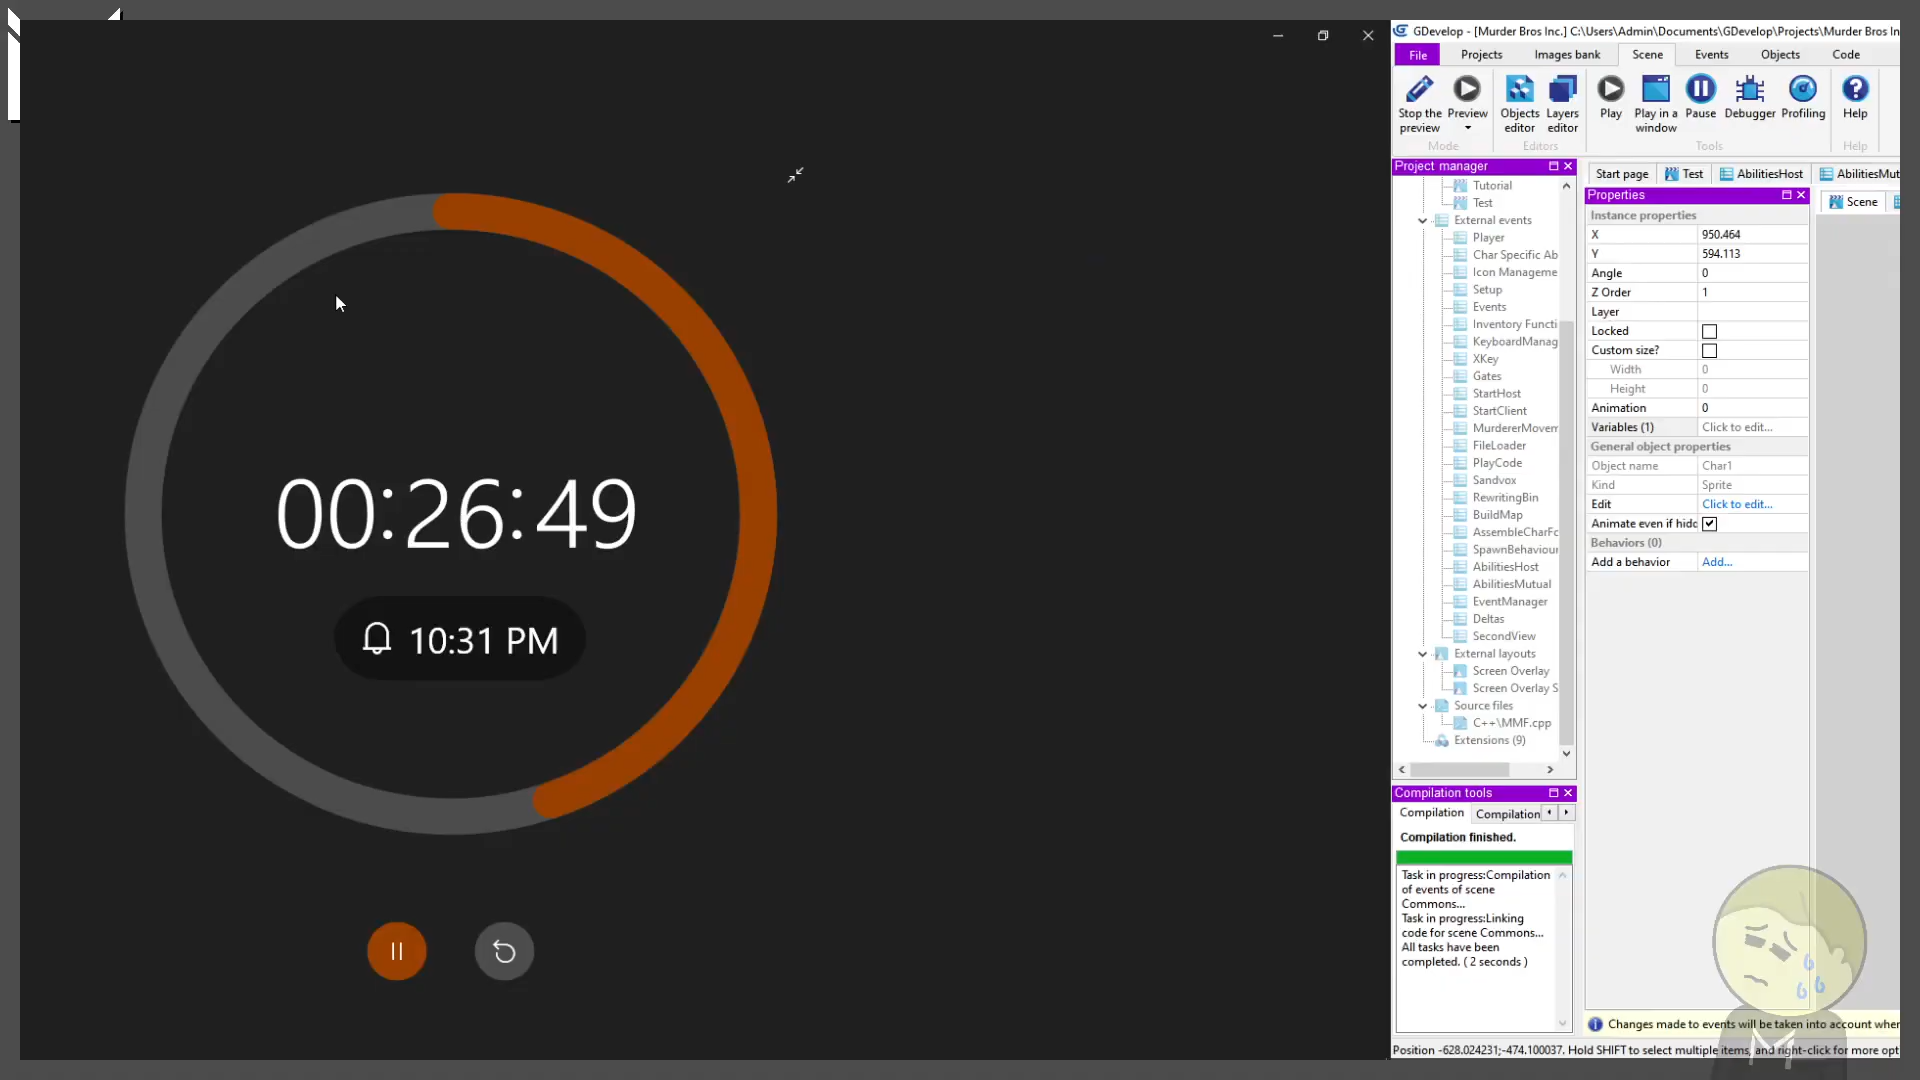 00:26:49
10:31 PM
GDevelop - [Murder Bros Inc.] C:\Users\Admin\Documents\GDevelop\Projects\Murder Bros In
File Projects Images bank Scene Events Objects Code
Stop the preview
Preview
Objects editor
Layers editor
Play
Play in a window
Pause
Debugger
Profiling
Help
Mode Editors Tools Help
Project manager
Tutorial
Test
External events
Player
Char Specific Ab
Icon Manageme
Setup
Events
Inventory Functi
KeyboardManag
XKey
Gates
StartHost
StartClient
MurdererMovem
FileLoader
PlayCode
Sandvox
RewritingBin
BuildMap
AssembleCharFo
SpawnBehaviour
AbilitiesHost
AbilitiesMutual
EventManager
Deltas
SecondView
External layouts
Screen Overlay
Screen Overlay S
Source files
C++\MMF.cpp
Extensions (9)
Compilation tools
Compilation Compilation
Compilation finished.
Task in progress:Compilation
of events of scene
Commons...
Task in progress:Linking
code for scene Commons...
All tasks have been
completed. ( 2 seconds )
Start page Test AbilitiesHost AbilitiesMut
Properties
Scene
Instance properties
X 950.464
Y 594.113
Angle 0
Z Order 1
Layer
Locked
Custom size?
Width 0
Height 0
Animation 0
Variables (1) Click to edit...
General object properties
Object name Char1
Kind Sprite
Edit Click to edit...
Animate even if hidd
Behaviors (0)
Add a behavior Add...
Changes made to events will be taken into account when
Position -628.024231;-474.100037. Hold SHIFT to select multiple items, and right-click for more opt